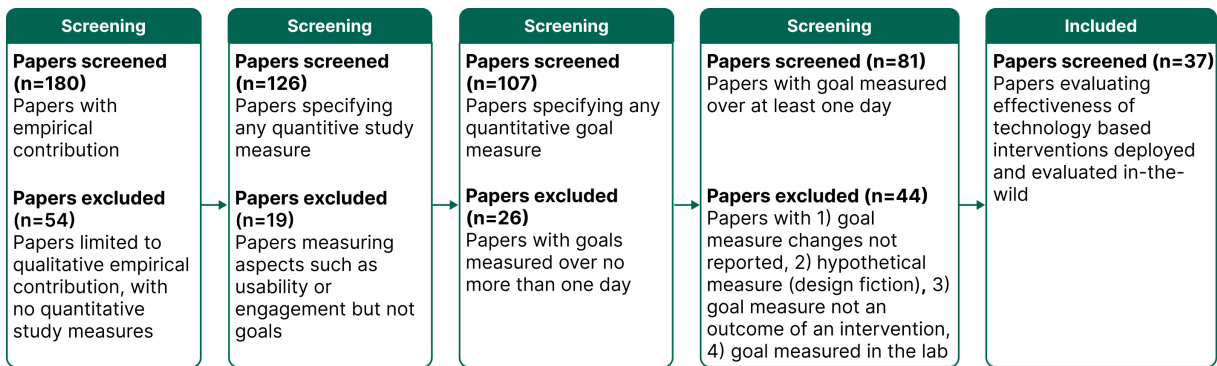 Screening
Papers screened
(n=180)
Papers with
empirical
contribution
Papers excluded
(n=54)
Papers limited to
qualitative empirical
contribution, with
no quantitative
study measures
Screening
Papers screened
(n=126)
Papers specifying
any quantitive study
measure
Papers excluded
(n=19)
Papers measuring
aspects such as
usability or
engagement but not
goals
Screening
Papers screened
(n=107)
Papers specifying any
quantitative goal
measure
Papers excluded
(n=26)
Papers with goals
measured over no
more than one day
Screening
Papers screened (n=81)
Papers with goal measured
over at least one day
Papers excluded (n=44)
Papers with 1) goal
measure changes not
reported, 2) hypothetical
measure (design fiction), 3)
goal measure not an
outcome of an intervention,
4) goal measured in the lab
Included
Papers screened (n=37)
Papers evaluating
effectiveness of
technology based
interventions deployed
and evaluated in-the-
wild